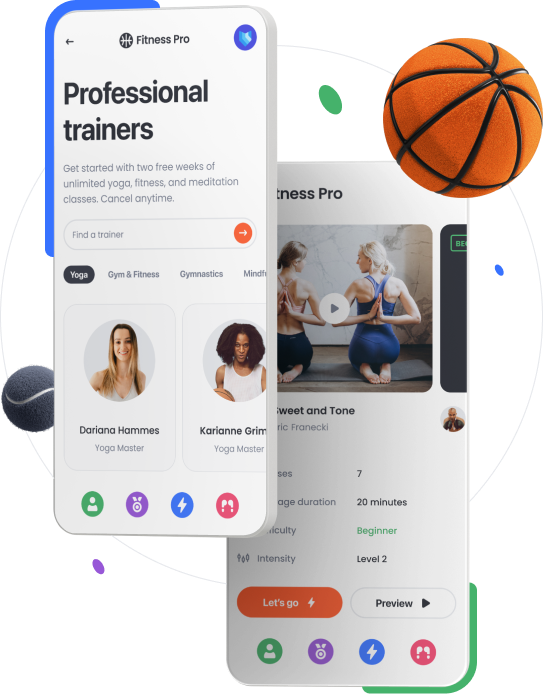 Fitness Pro
Professional
trainers
Get started with two free weeks of
unlimited yoga, fitness, and meditation
classes. Cancel anytime.
Find a trainer
Yoga Gym & Fitness Gymnastics Mindfu
Dariana Hammes
Yoga Master
Karianne Grim
Yoga Master
tness Pro
BEG
Sweet and Tone
ric Franecki
ses 7
age duration 20 minutes
iculty Beginner
Intensity Level 2
Let's go
Preview